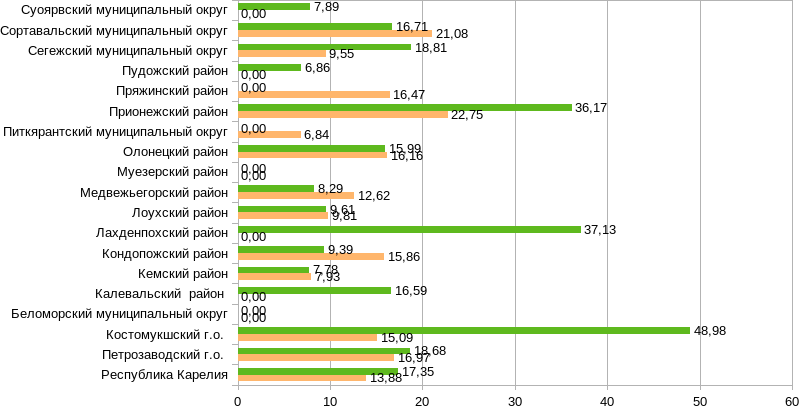 Суоярвский муниципальный округ 7,89
0,00
Сортавальский муниципальный округ 16,71
21,08
Сегежский муниципальный округ 18,81
9,55
Пудожский район 6,86
0,00
Пряжинский район 0,00
16,47
Прионежский район 36,17
22,75
Питкярантский муниципальный округ 0,00
6,84
Олонецкий район 15,99
16,16
Муезерский район 0,00
0,00
Медвежьегорский район 8,29
12,62
Лоухский район 9,61
9,81
Лахденпохский район 37,13
0,00
Кондопожский район 9,39
15,86
Кемский район 7,78
7,93
Калевальский район 16,59
0,00
Беломорский муниципальный округ 0,00
0,00
Костомукшский г.о. 48,98
15,09
Петрозаводский г.о. 18,68
16,97
Республика Карелия 17,35
13,88
0 10 20 30 40 50 60